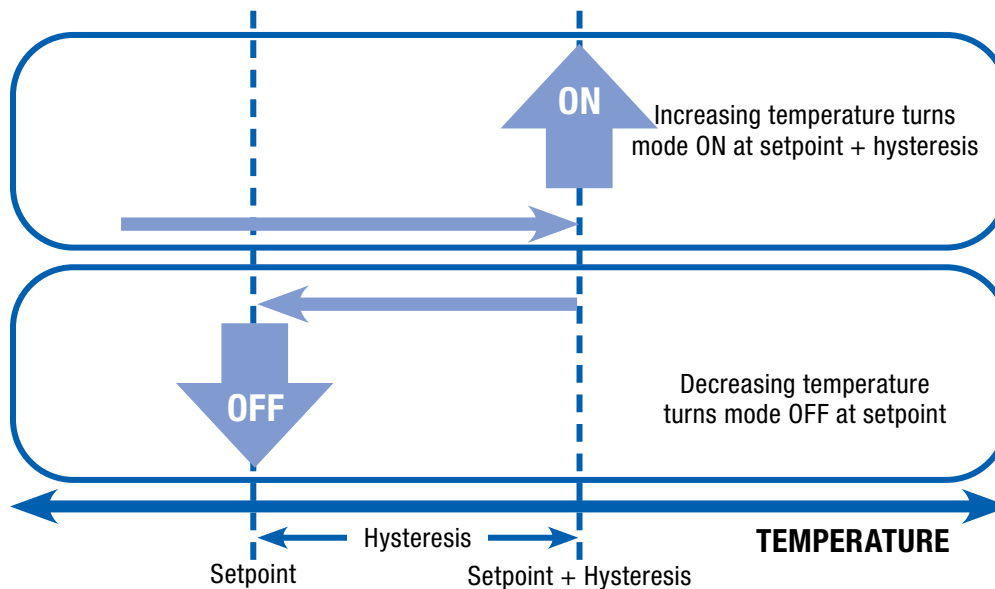 ON
Increasing temperature turns
mode ON at setpoint + hysteresis
OFF
Decreasing temperature
turns mode OFF at setpoint
Hysteresis
TEMPERATURE
Setpoint
Setpoint + Hysteresis